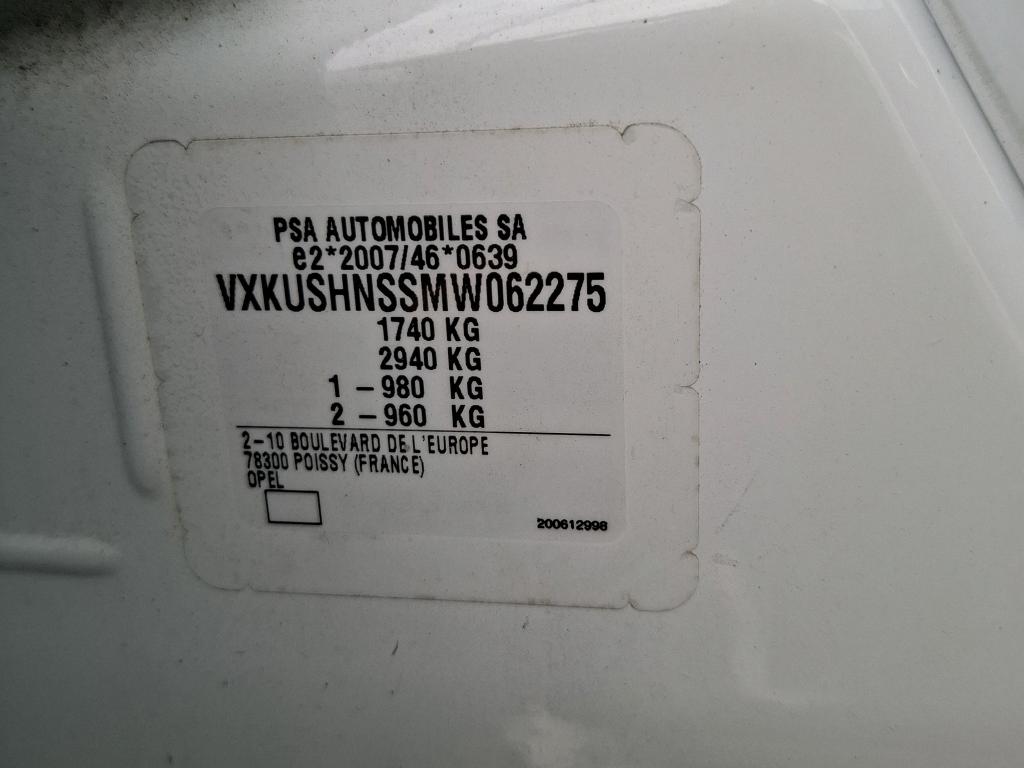 PSA AUTOMOBILES SA
e2*2007/46*0639
VXKUSHNSSMW062275
1740 KG
2940 KG
1 -980 KG
2 -960 KG
2-10 BOULEVARD DE L'EUROPE
78300 POISSY (FRANCE)
OPEL
200612998